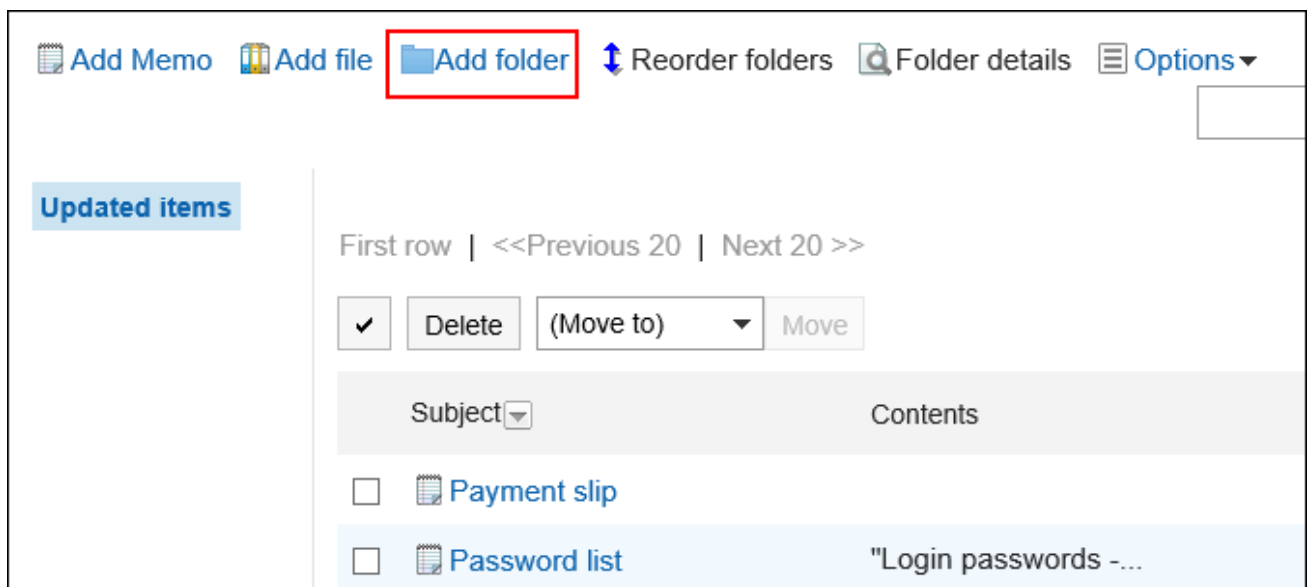 Add Memo Add file Add folder Reorder folders Folder details Options
Updated items
First row | <<Previous 20 | Next 20 >>
Delete (Move to) Move
Subject Contents
Payment slip
Password list "Login passwords -...